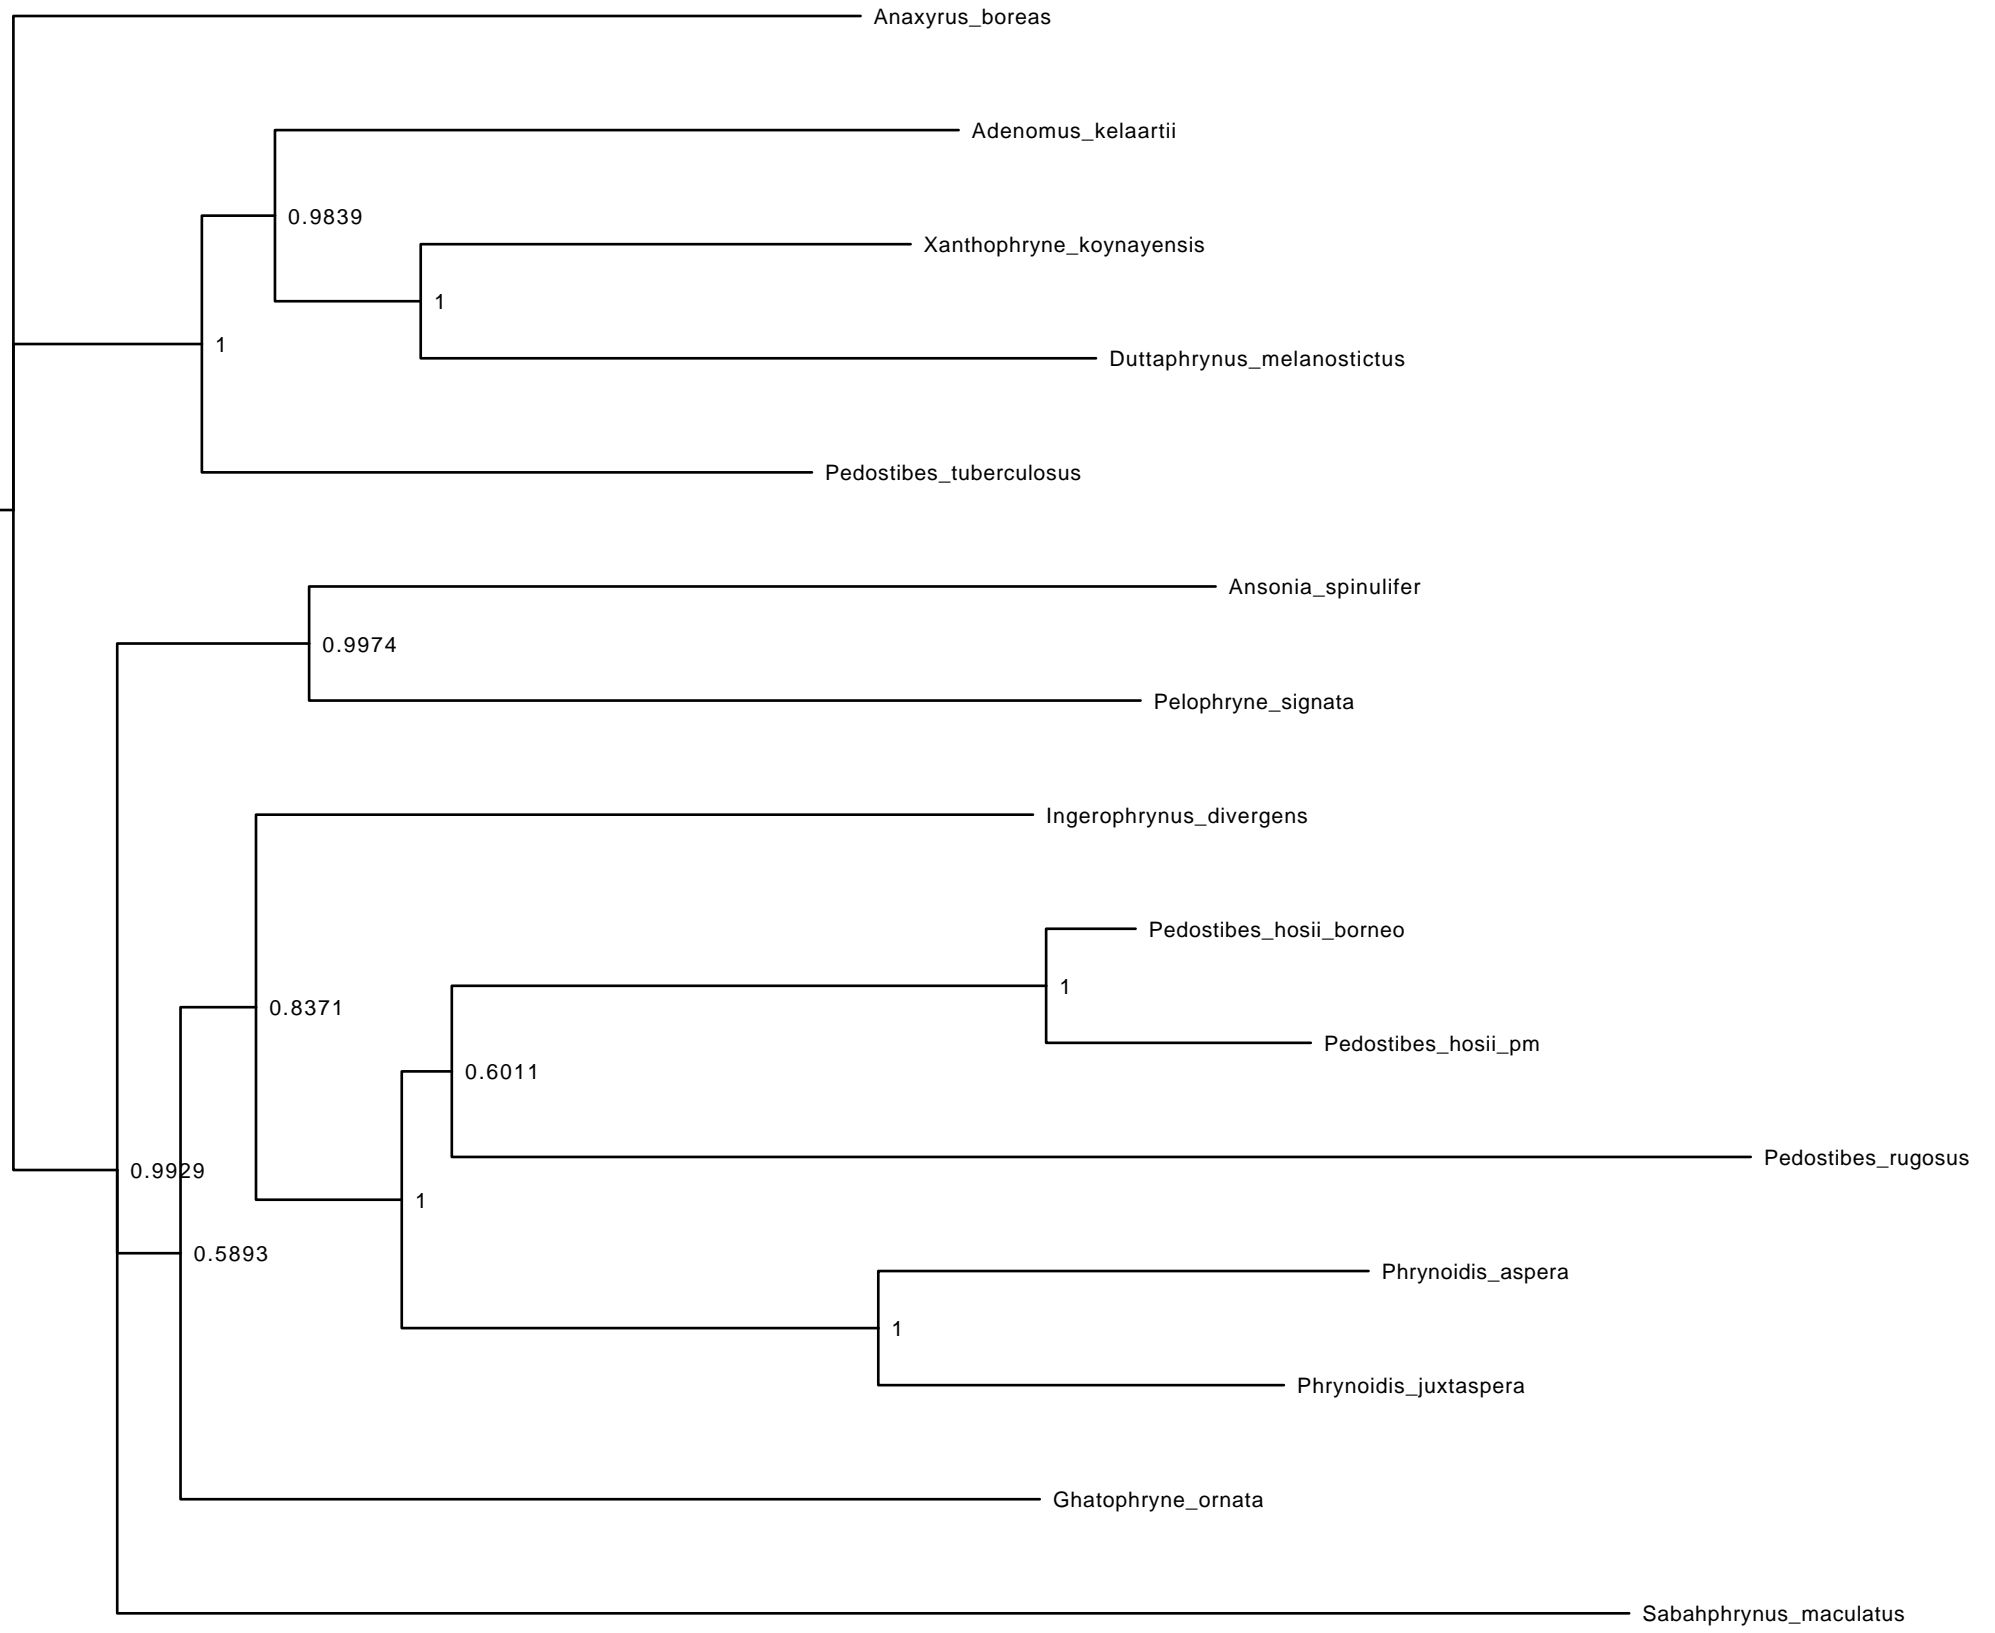 Anaxyrus_boreas
Adenomus_kelaartii
0.9839
Xanthophryne_koynayensis
1
1
Duttaphrynus_melanostictus
Pedostibes_tuberculosus
Ansonia_spinulifer
0.9974
Pelophryne_signata
Ingerophrynus_divergens
Pedostibes_hosii_borneo
1
0.8371
Pedostibes_hosii_pm
0.6011
Pedostibes_rugosus
0.9929
1
0.5893
Phrynoidis_aspera
1
Phrynoidis_juxtaspera
Ghatophryne_ornata
Sabahphrynus_maculatus